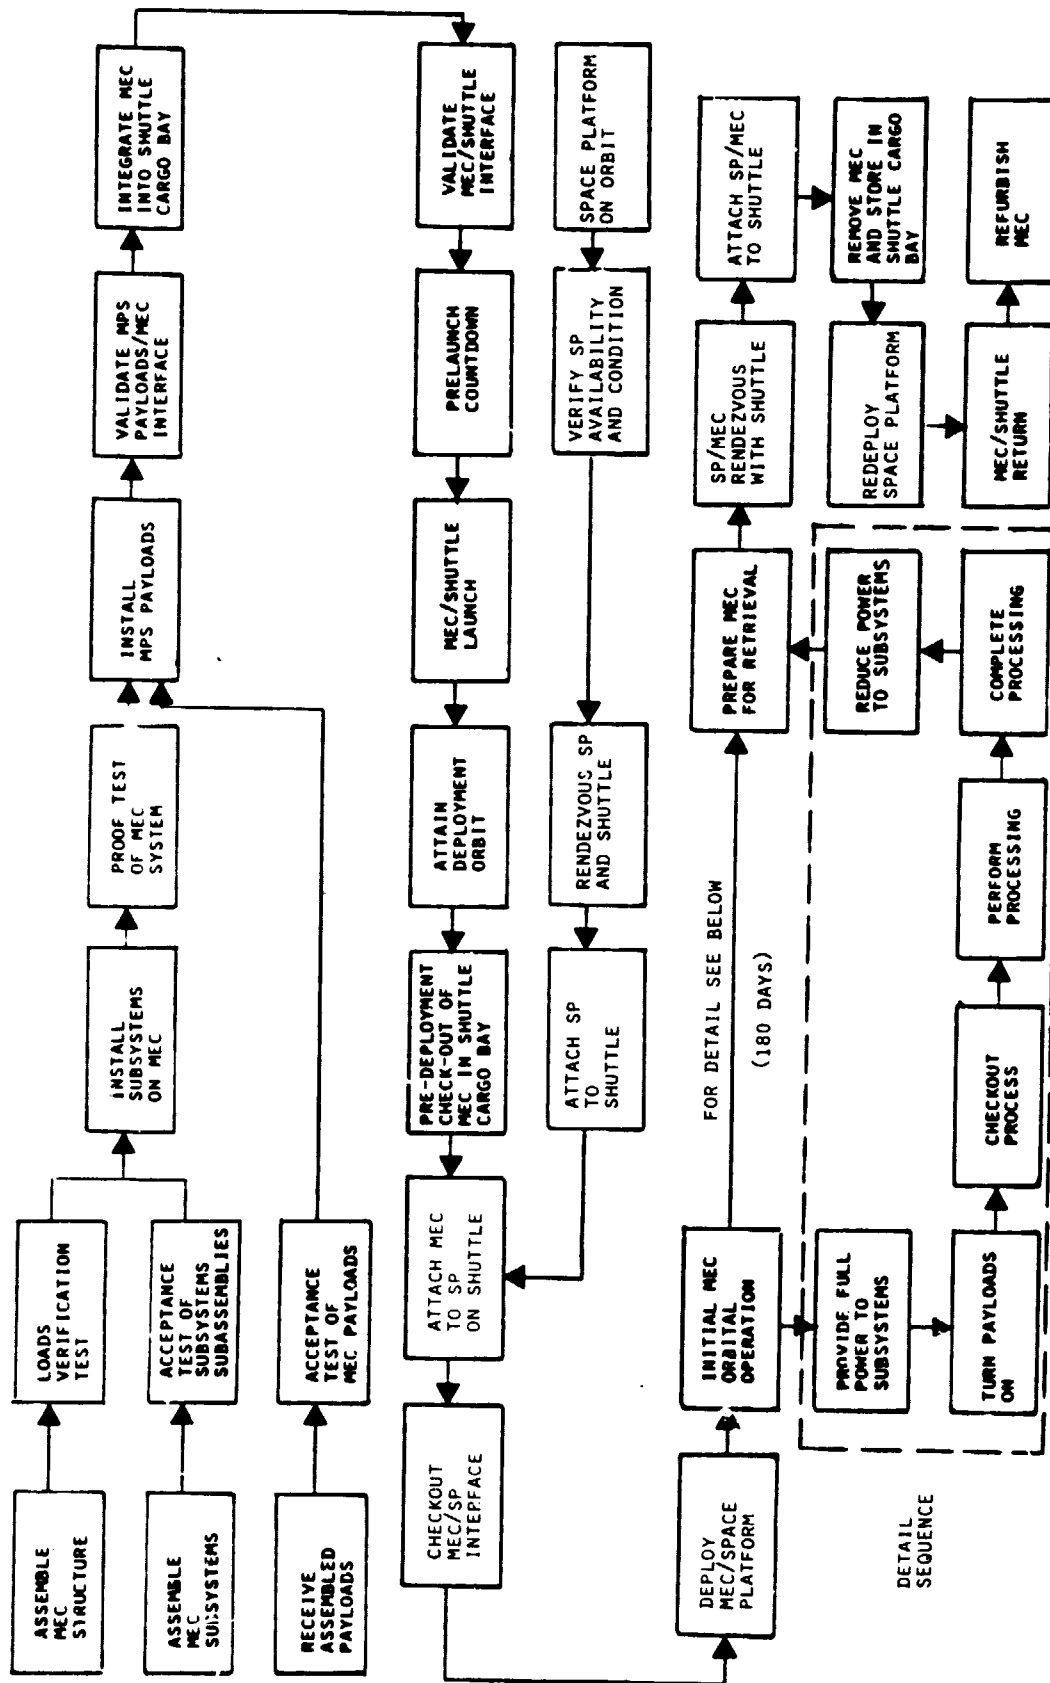 ASSEMBLE
MEC
STRUCTURE
LOADS
VERIFICATION
TEST
ASSEMBLE
MEC
SUBSYSTEMS
ACCEPTANCE
TEST OF
SUBSYSTEMS
SUBASSEMBLIES
RECEIVE
ASSEMBLED
PAYLOADS
ACCEPTANCE
TEST OF
MEC PAYLOADS
INSTALL
SUBSYSTEMS
ON MEC
PROOF TEST
OF MEC
SYSTEM
INSTALL
MPS PAYLOADS
VALIDATE MPS
PAYLOADS/MEC
INTERFACE
INTEGRATE MEC
INTO SHUTTLE
CARGO BAY
VALIDATE
MEC/SHUTTLE
INTERFACE
PRELAUNCH
COUNTDOWN
MEC/SHUTTLE
LAUNCH
ATTAIN
DEPLOYMENT
ORBIT
PRE-DEPLOYMENT
CHECK-OUT OF
MEC IN SHUTTLE
CARGO BAY
ATTACH MEC
TO SP
ON SHUTTLE
CHECKOUT
MEC/SP
INTERFACE
SPACE PLATFORM
ON ORBIT
VERIFY SP
AVAILABILITY
AND CONDITION
RENDEZVOUS SP
AND SHUTTLE
ATTACH SP
TO
SHUTTLE
DEPLOY
MEC/SPACE
PLATFORM
INITIAL MEC
ORBITAL
OPERATION
FOR DETAIL SEE BELOW
(180 DAYS)
PREPARE MEC
FOR RETRIEVAL
SP/MEC
RENDEZVOUS
WITH SHUTTLE
ATTACH SP/MEC
TO SHUTTLE
REMOVE MEC
AND STORE IN
SHUTTLE CARGO
BAY
REDEPLOY
SPACE PLATFORM
MEC/SHUTTLE
RETURN
REFURBISH
MEC
DETAIL
SEQUENCE
PROVIDE FULL
POWER TO
SUBSYSTEMS
TURN PAYLOADS
ON
CHECKOUT
PROCESS
PERFORM
PROCESSING
COMPLETE
PROCESSING
REDUCE POWER
TO SUBSYSTEMS